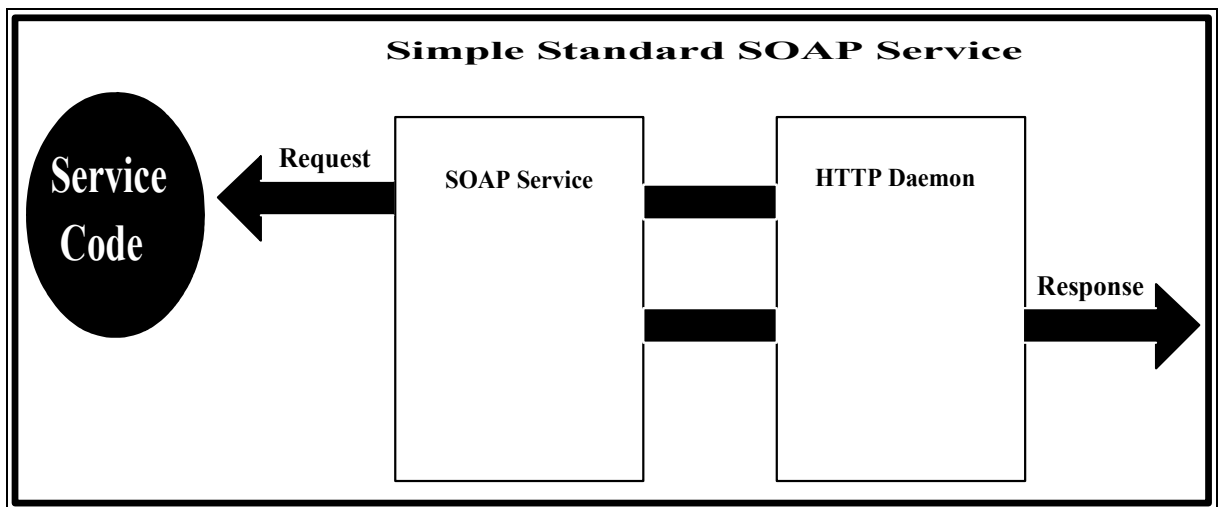 Simple Standard SOAP Service
Service
Code
Request
SOAP Service
HTTP Daemon
Response